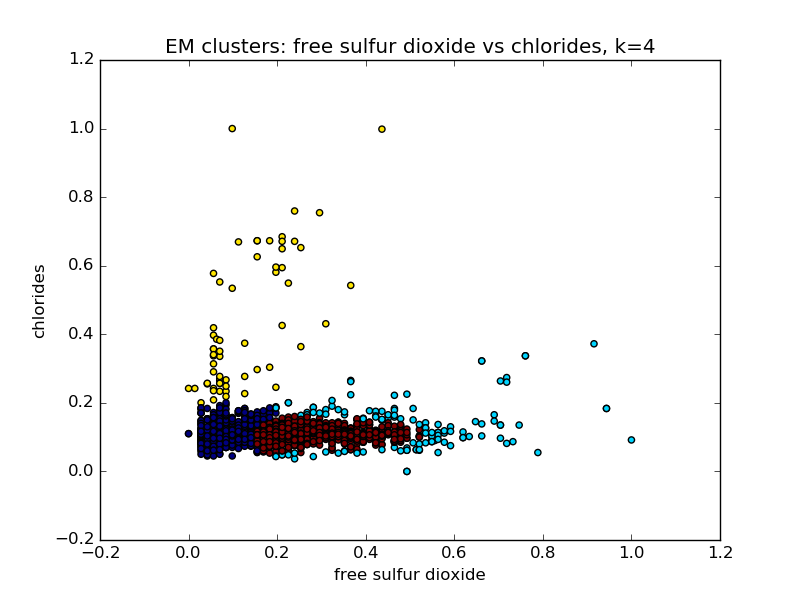 EM clusters: free sulfur dioxide vs chlorides, k=4
1.2
1.0
0.8
0.6
0.4
0.2
0.0
−0.2
chlorides
−0.2 0.0 0.2 0.4 0.6 0.8 1.0 1.2
free sulfur dioxide